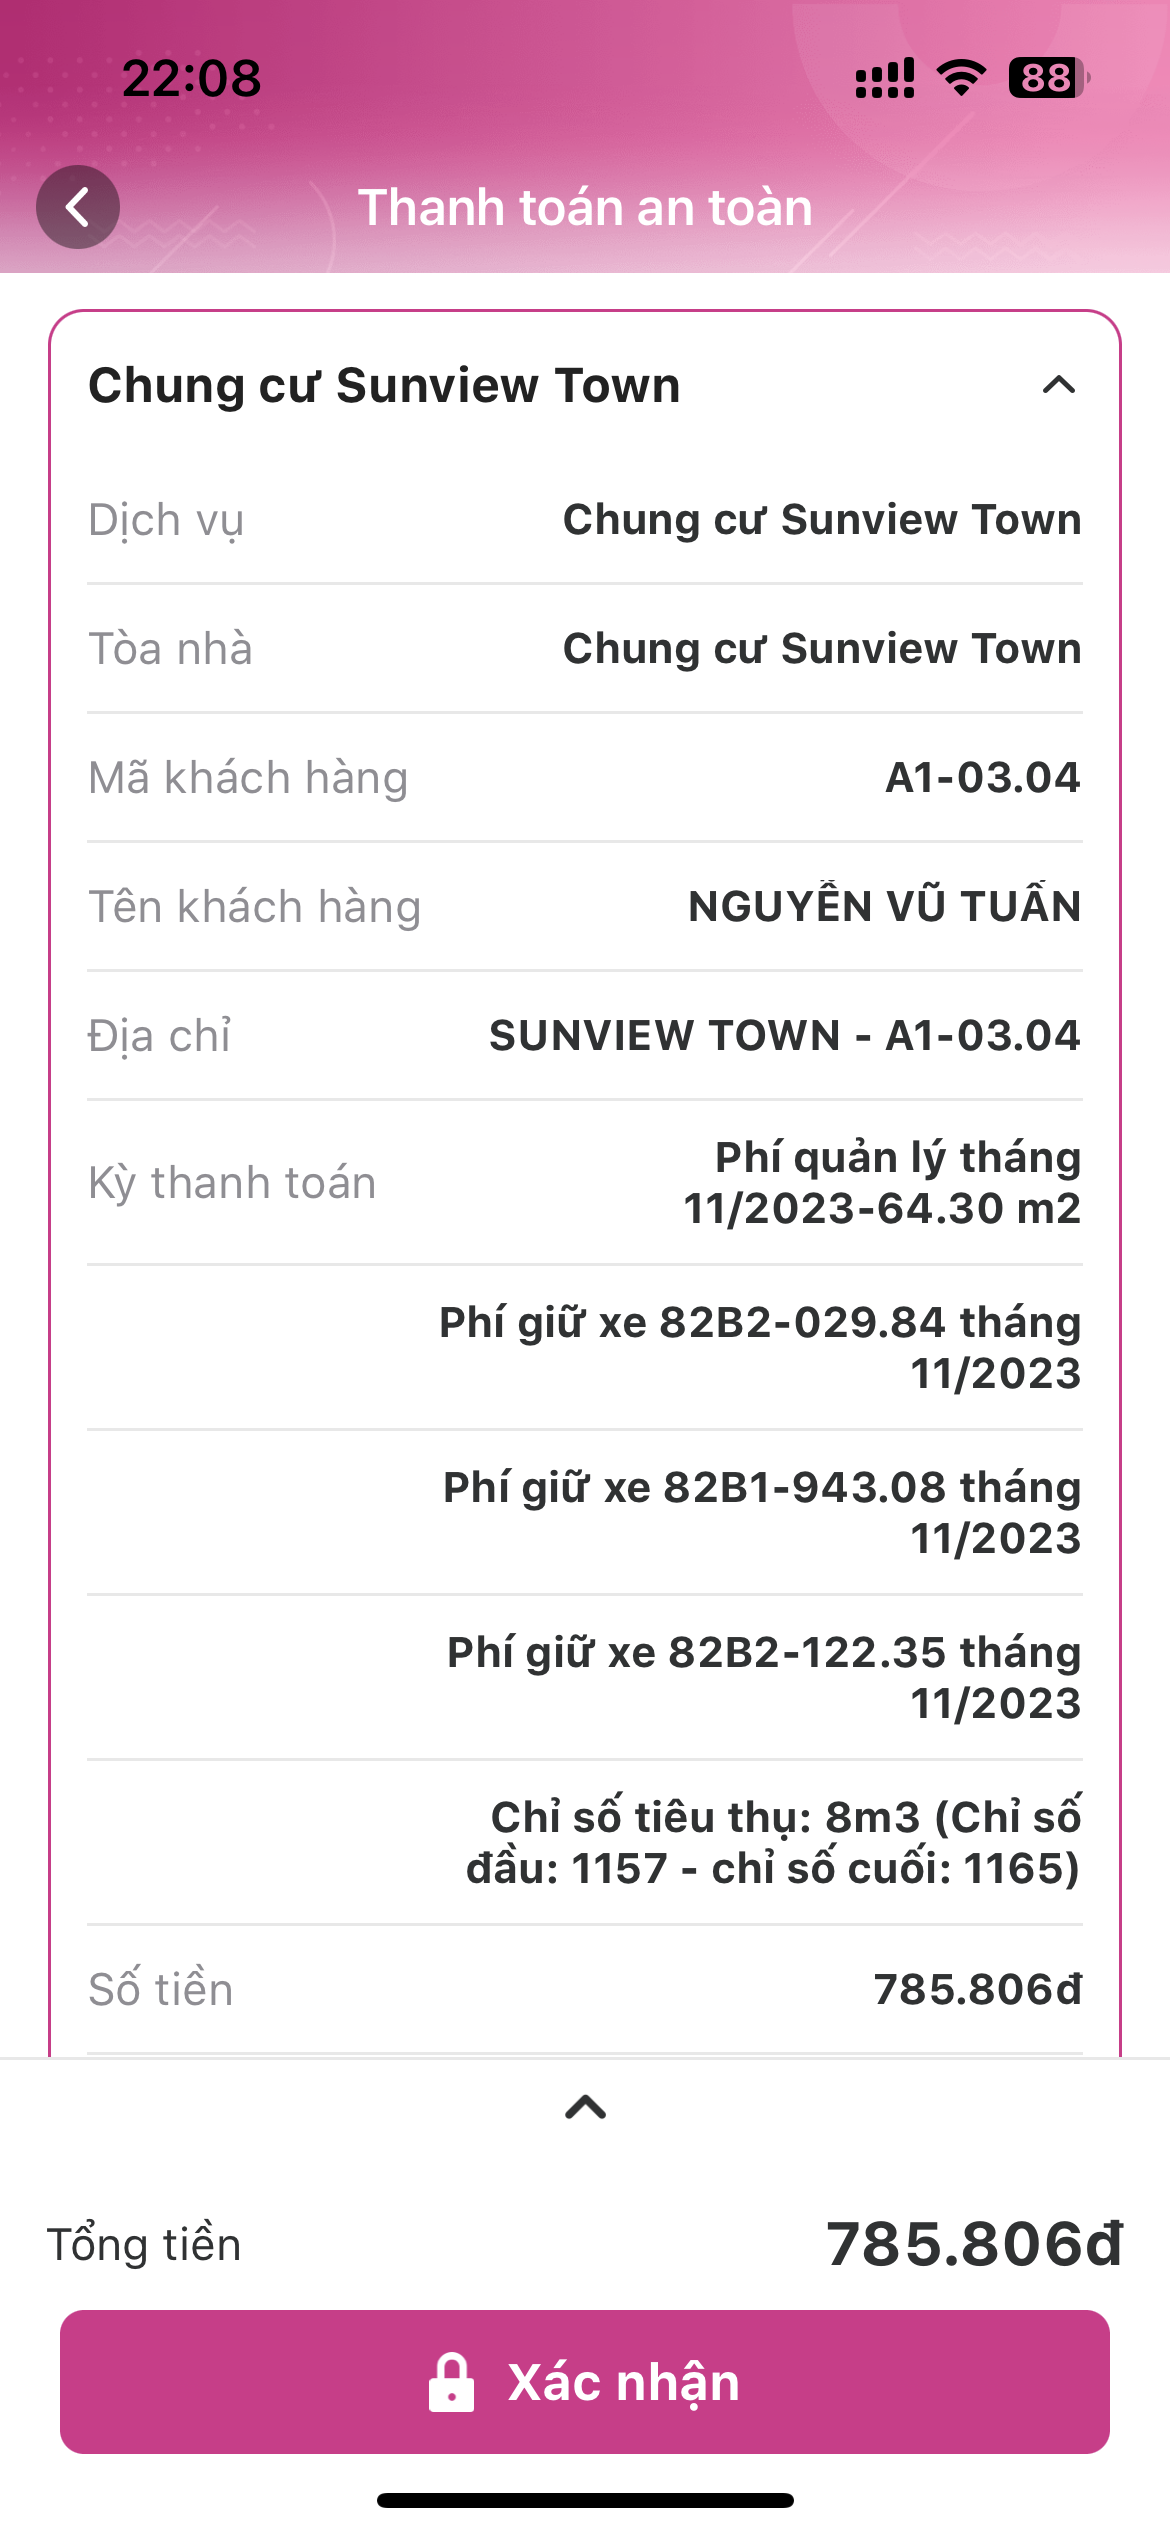 22:08
88
Thanh toán an toàn
Chung cư Sunview Town
Dịch vụ Chung cư Sunview Town
Tòa nhà Chung cư Sunview Town
Mã khách hàng A1-03.04
Tên khách hàng NGUYỄN VŨ TUẤN
Địa chỉ SUNVIEW TOWN - A1-03.04
Kỳ thanh toán Phí quản lý tháng
11/2023-64.30 m2
Phí giữ xe 82B2-029.84 tháng
11/2023
Phí giữ xe 82B1-943.08 tháng
11/2023
Phí giữ xe 82B2-122.35 tháng
11/2023
Chỉ số tiêu thụ: 8m3 (Chỉ số
đầu: 1157 - chỉ số cuối: 1165)
Số tiền 785.806đ
Tổng tiền 785.806đ
Xác nhận